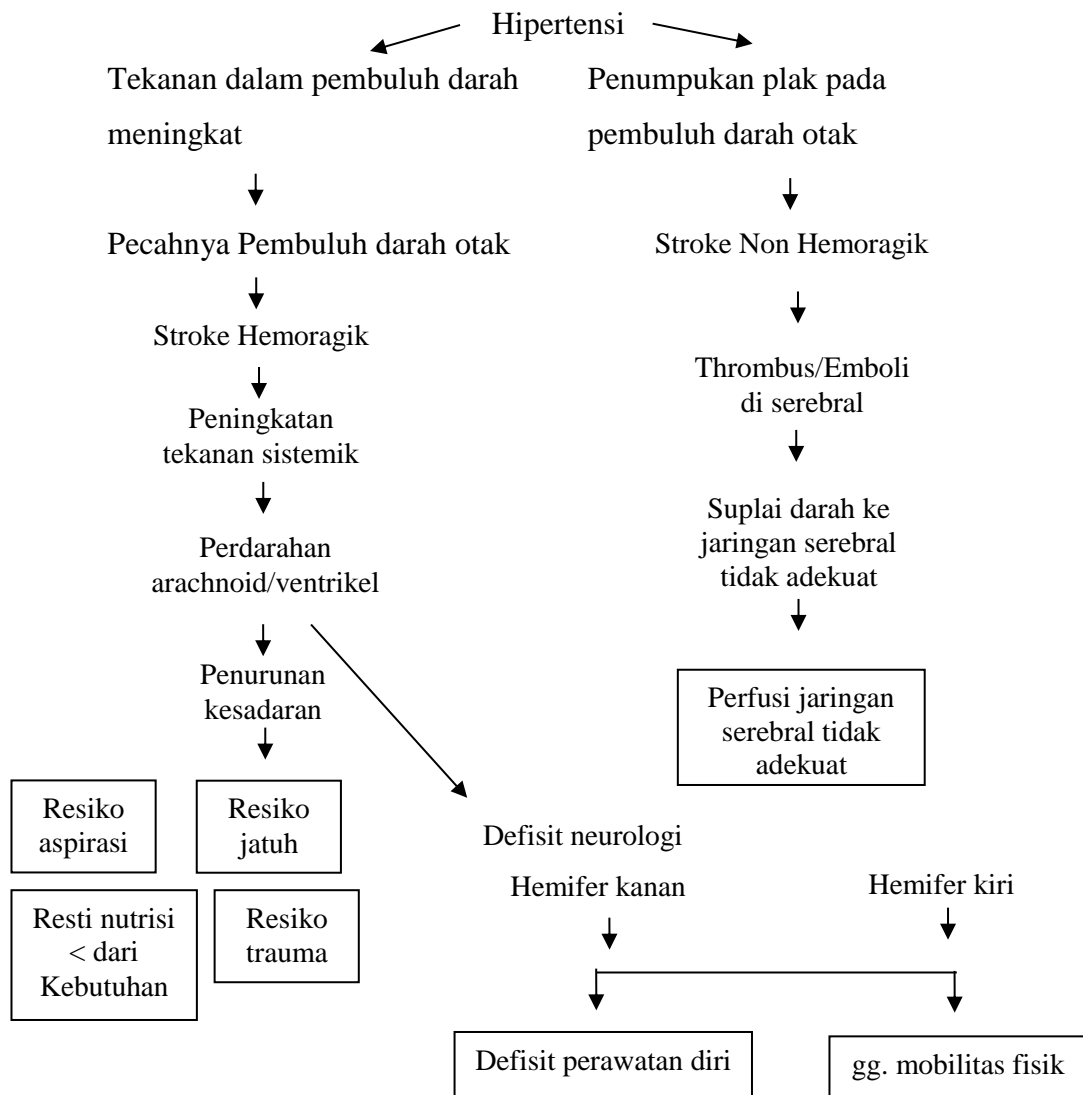 Hipertensi
Tekanan dalam pembuluh darah
meningkat
Penumpukan plak pada
pembuluh darah otak
Pecahnya Pembuluh darah otak
Stroke Non Hemoragik
Stroke Hemoragik
Thrombus/Emboli
di serebral
Peningkatan
tekanan sistemik
Suplai darah ke
jaringan serebral
tidak adekuat
Perdarahan
arachnoid/ventrikel
Penurunan
kesadaran
Perfusi jaringan
serebral tidak
adekuat
Resiko
aspirasi
Resiko
jatuh
Defisit neurologi
Hemifer kanan
Hemifer kiri
Resti nutrisi
< dari
Kebutuhan
Resiko
trauma
Defisit perawatan diri
gg. mobilitas fisik